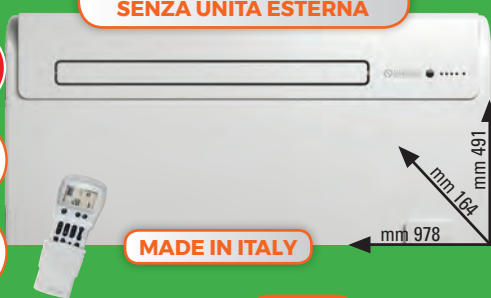 SENZA UNITÀ ESTERNA
mm 491
mm 164
mm 978
MADE IN ITALY